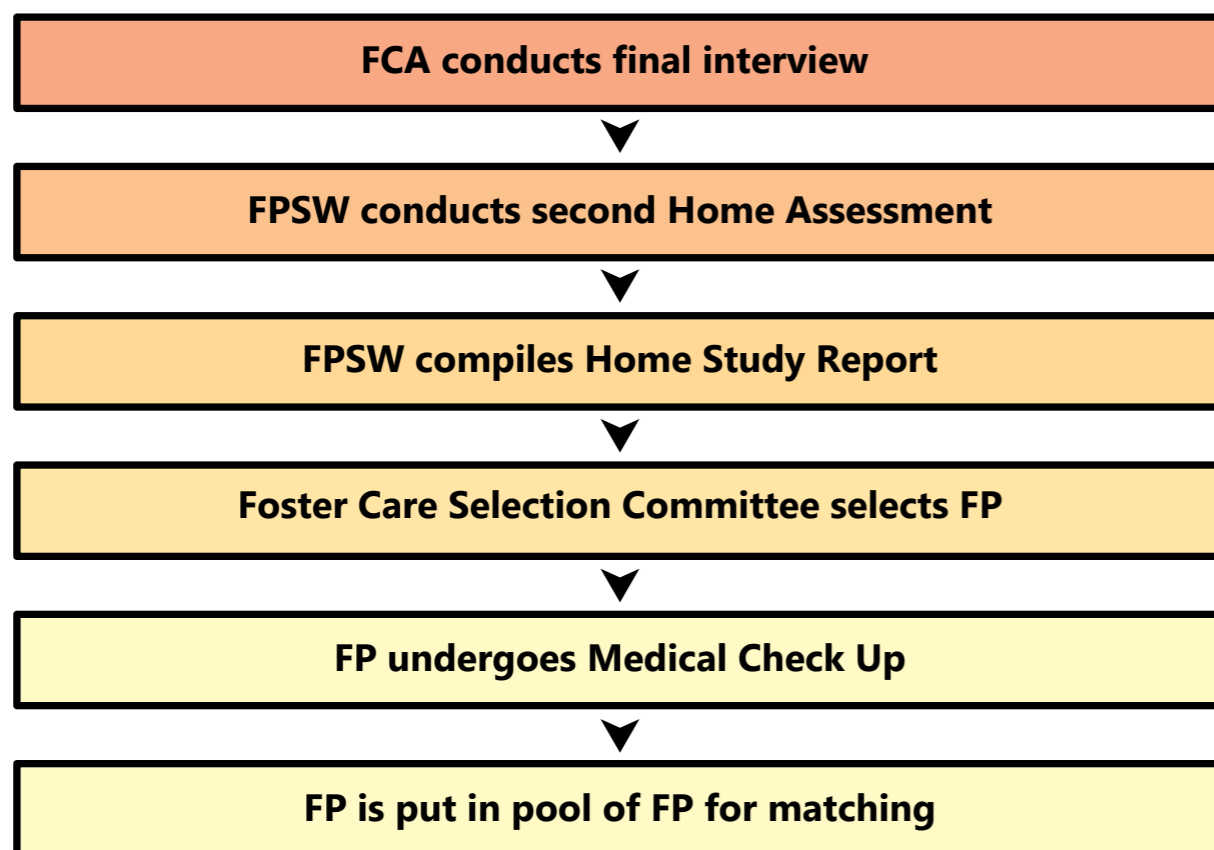 FCA conducts final interview
FPSW conducts second Home Assessment
FPSW compiles Home Study Report
Foster Care Selection Committee selects FP
FP undergoes Medical Check Up
FP is put in pool of FP for matching